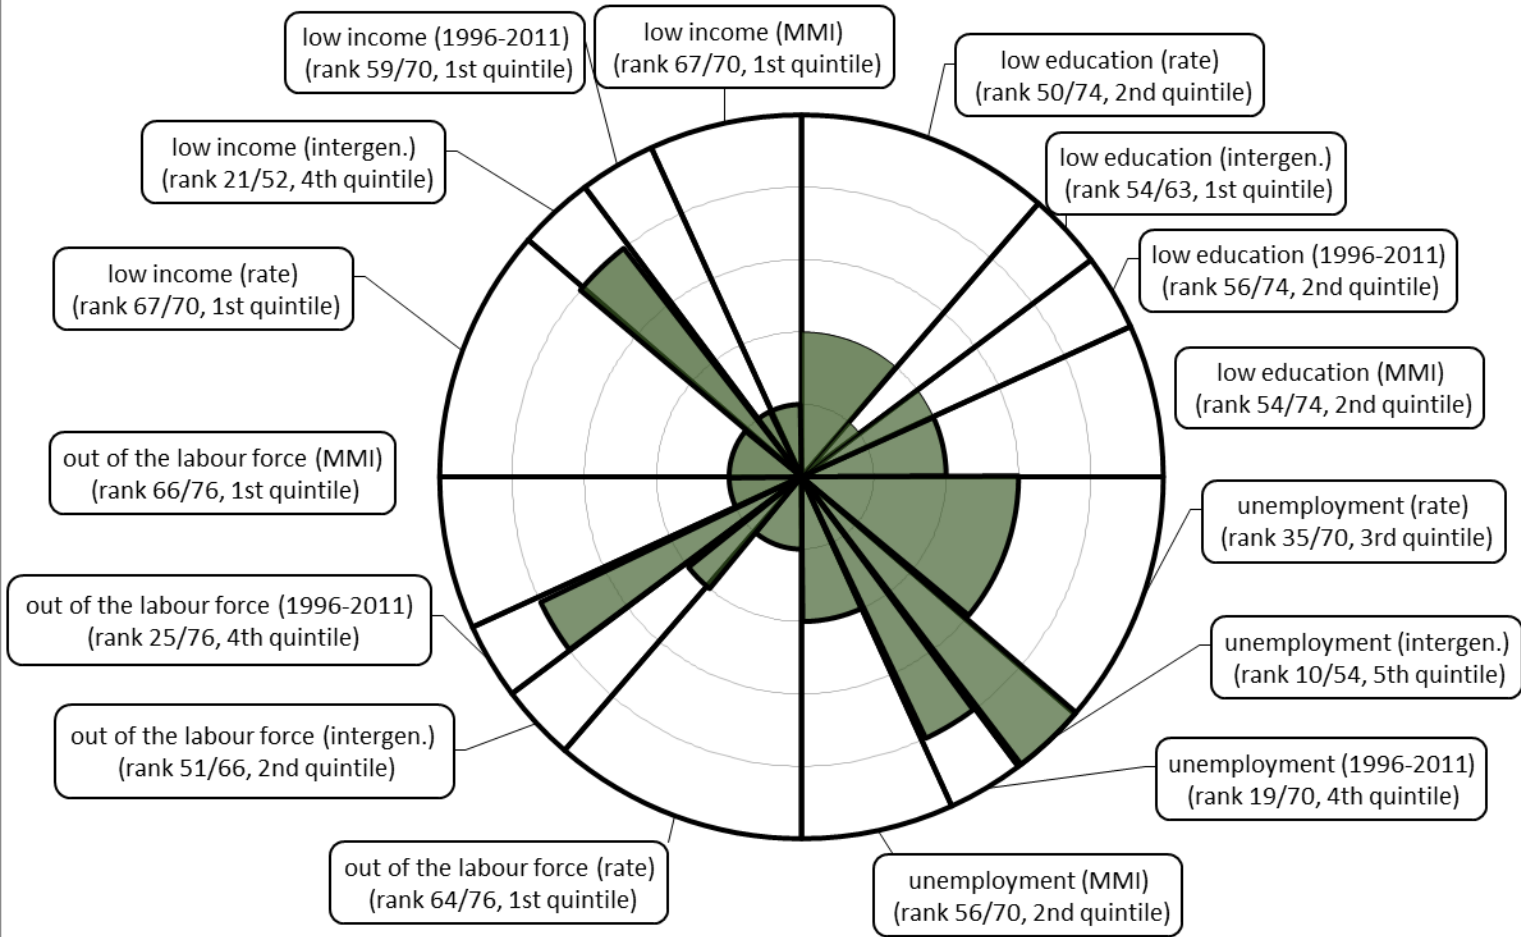 low income (1996-2011)
(rank 59/70, 1st quintile)
low income (MMI)
(rank 67/70, 1st quintile)
low education (rate)
(rank 50/74, 2nd quintile)
low income (intergen.)
(rank 21/52, 4th quintile)
low education (intergen.)
(rank 54/63, 1st quintile)
low education (1996-2011)
(rank 56/74, 2nd quintile)
low income (rate)
(rank 67/70, 1st quintile)
low education (MMI)
(rank 54/74, 2nd quintile)
out of the labour force (MMI)
(rank 66/76, 1st quintile)
unemployment (rate)
(rank 35/70, 3rd quintile)
out of the labour force (1996-2011)
(rank 25/76, 4th quintile)
unemployment (intergen.)
(rank 10/54, 5th quintile)
out of the labour force (intergen.)
(rank 51/66, 2nd quintile)
unemployment (1996-2011)
(rank 19/70, 4th quintile)
out of the labour force (rate)
(rank 64/76, 1st quintile)
unemployment (MMI)
(rank 56/70, 2nd quintile)